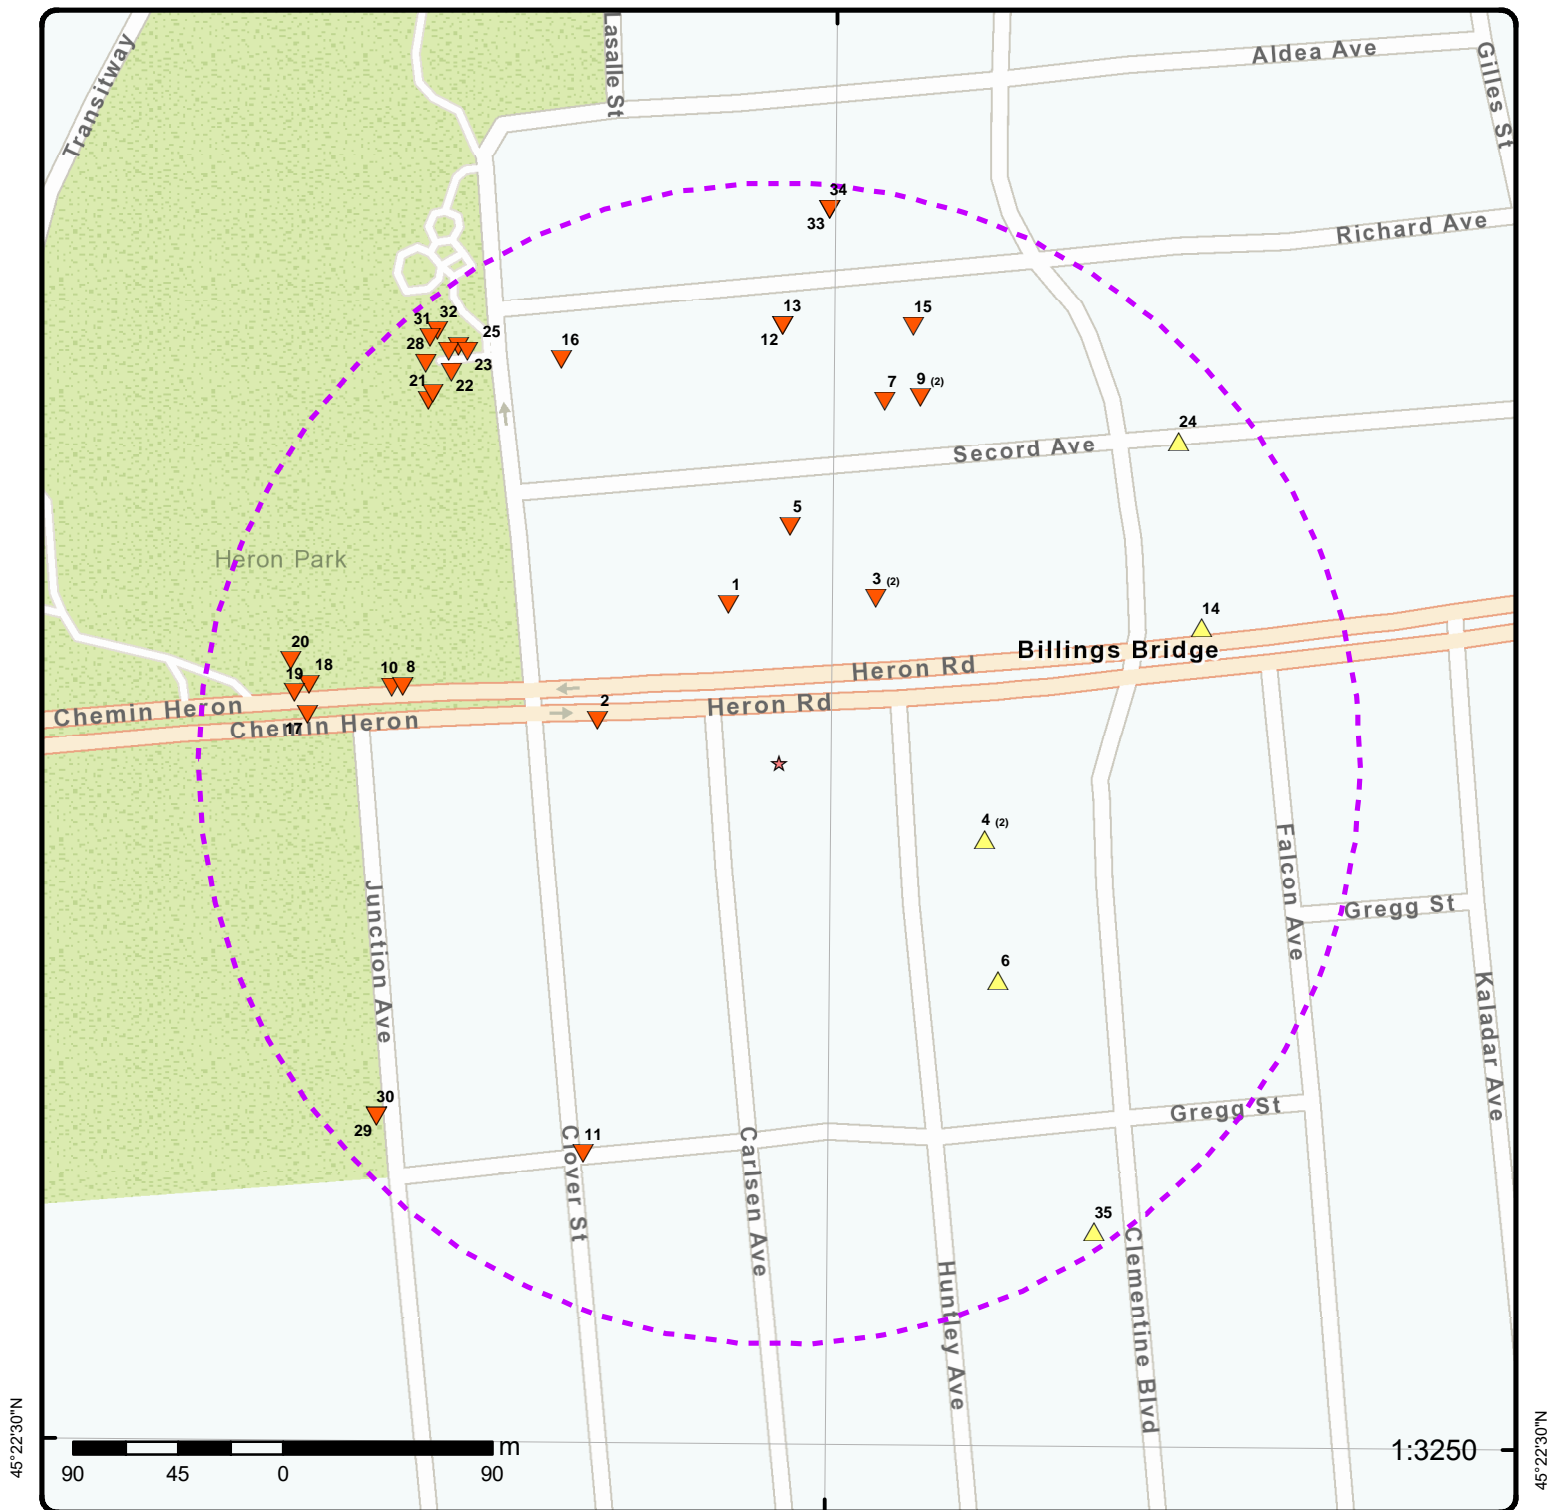 Transitway
Lasalle St
Aldea Ave
Gilles St
34
33
Richard Ave
32
31
25
13
12
15
16
28
23
21
22
7
9 (2)
24
Secord Ave
5
Heron Park
1
3 (2)
14
Billings Bridge
20
18
19
10
8
Heron Rd
2
Heron Rd
Chemin Heron
Chemin Heron
17
4 (2)
Falcon Ave
Gregg St
Junction Ave
6
Kaladar Ave
30
29
Gregg St
11
Clover St
Carlsen Ave
35
Clementine Blvd
Huntley Ave
45°22'30"N
45°22'30"N
m
1:3250
90 45 0 90